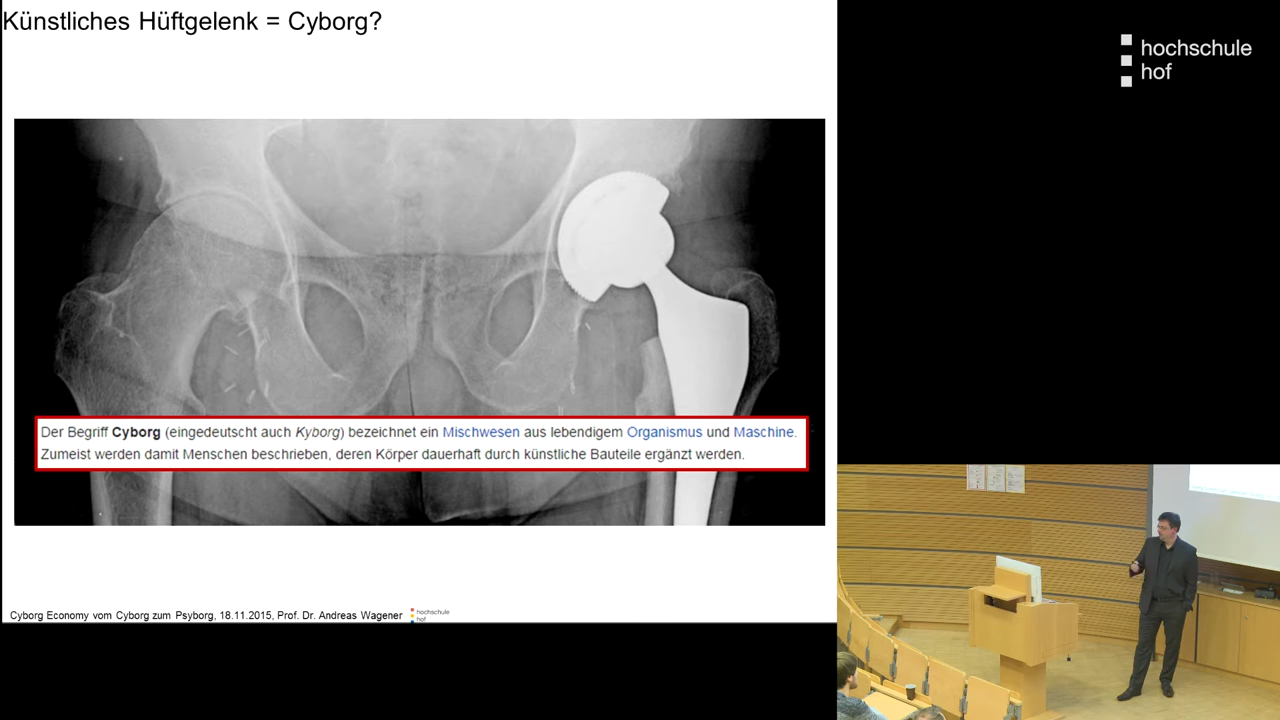 Künstliches Hüftgelenk = Cyborg?
hochschule
hof
Der Begriff Cyborg (eingedeutscht auch Kyborg) bezeichnet ein Mischwesen aus lebendigem Organismus und Maschine.
Zumeist werden damit Menschen beschrieben, deren Körper dauerhaft durch künstliche Bauteile ergänzt werden.
Cyborg Economy vom Cyborg zum Psyborg, 18.11.2015, Prof. Dr. Andreas Wagener
hochschule
hof